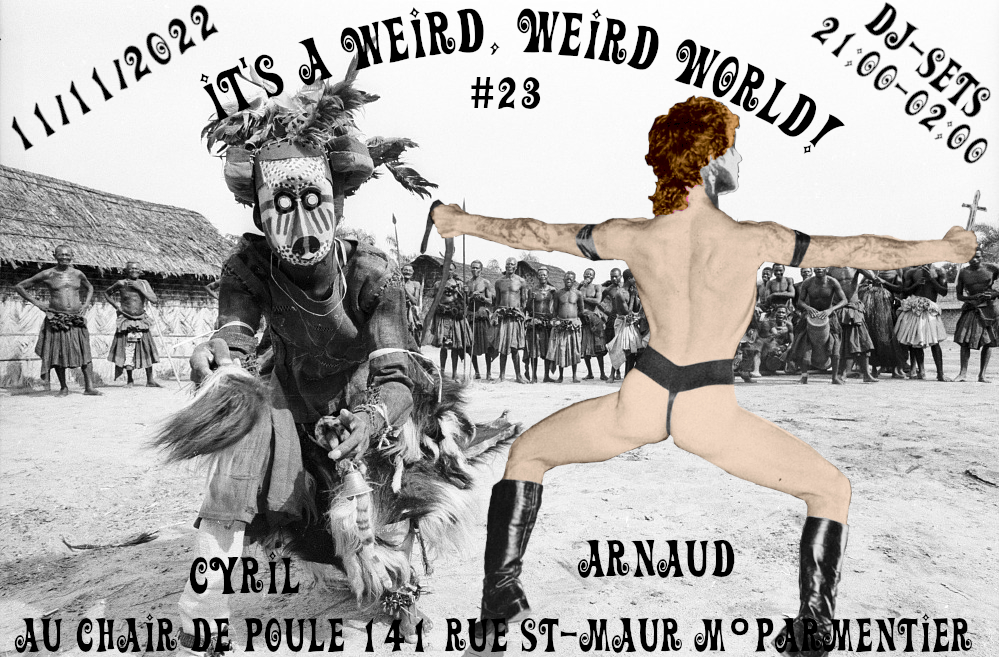 11/11/2022
iT'S A WEiRD, WEiRD WORLD!
#23
DJ-SETS
21:00-02:00
CYRiL
ARNAUD
AU CHAiR DE POULE 141 RUE ST-MAUR M° PARMENTiER